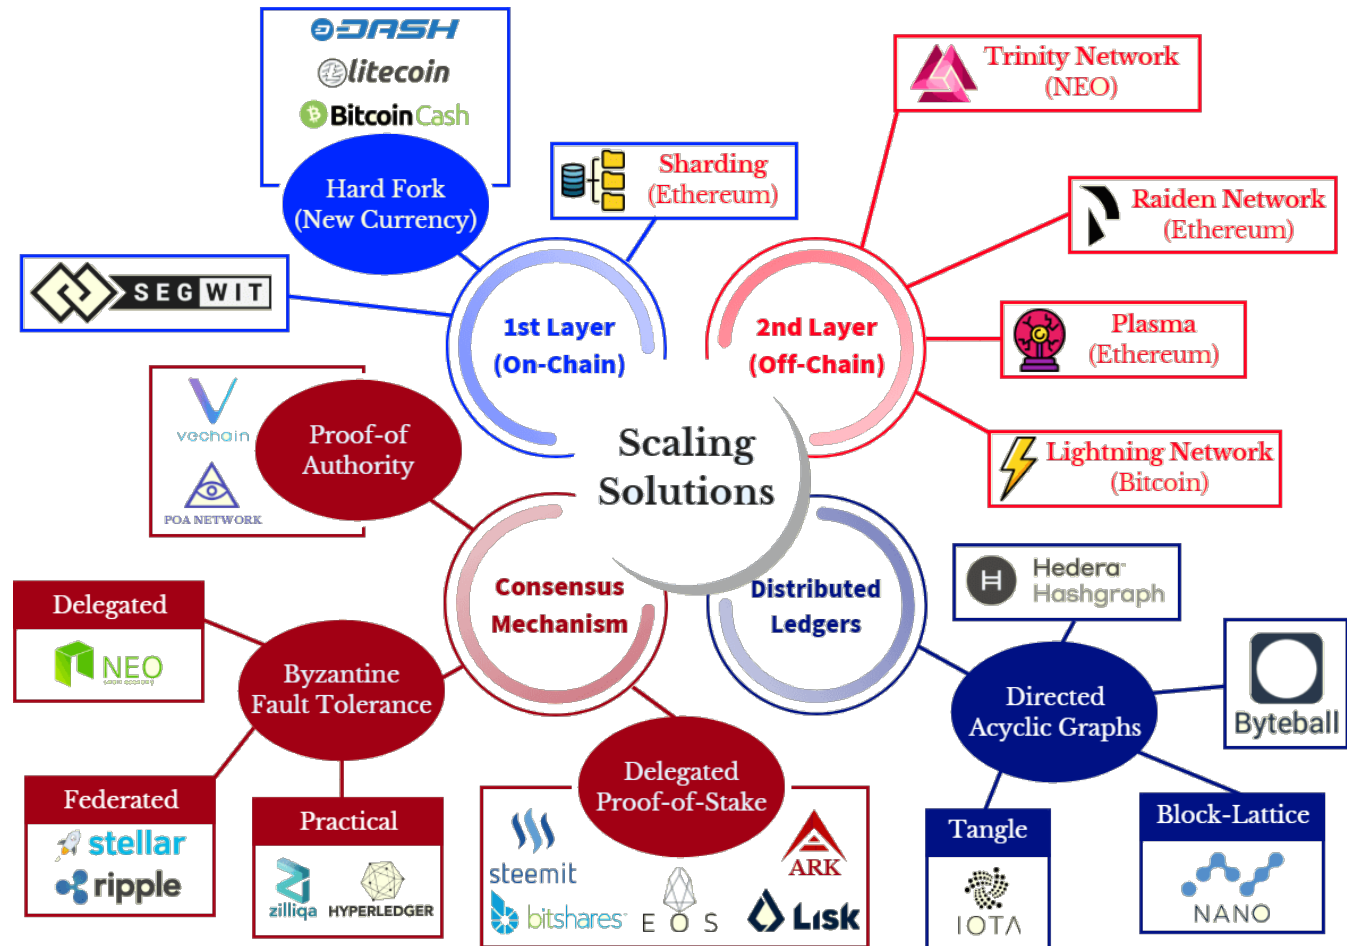 DASH
litecoin
BitcoinCash
Hard Fork
(New Currency)
Sharding
(Ethereum)
SEGWIT
1st Layer
(On-Chain)
Trinity Network
(NEO)
Raiden Network
(Ethereum)
Plasma
(Ethereum)
Lightning Network
(Bitcoin)
2nd Layer
(Off-Chain)
Scaling
Solutions
vechain
POA NETWORK
Proof-of
Authority
Consensus
Mechanism
Delegated
NEO
Byzantine
Fault Tolerance
Federated
stellar
ripple
Practical
zilliqa
HYPERLEDGER
Delegated
Proof-of-Stake
steemit
ARK
bitshares
EOS
LISK
Distributed
Ledgers
Hedera™
Hashgraph
Directed
Acyclic Graphs
Byteball
Tangle
IOTA
Block-Lattice
NANO